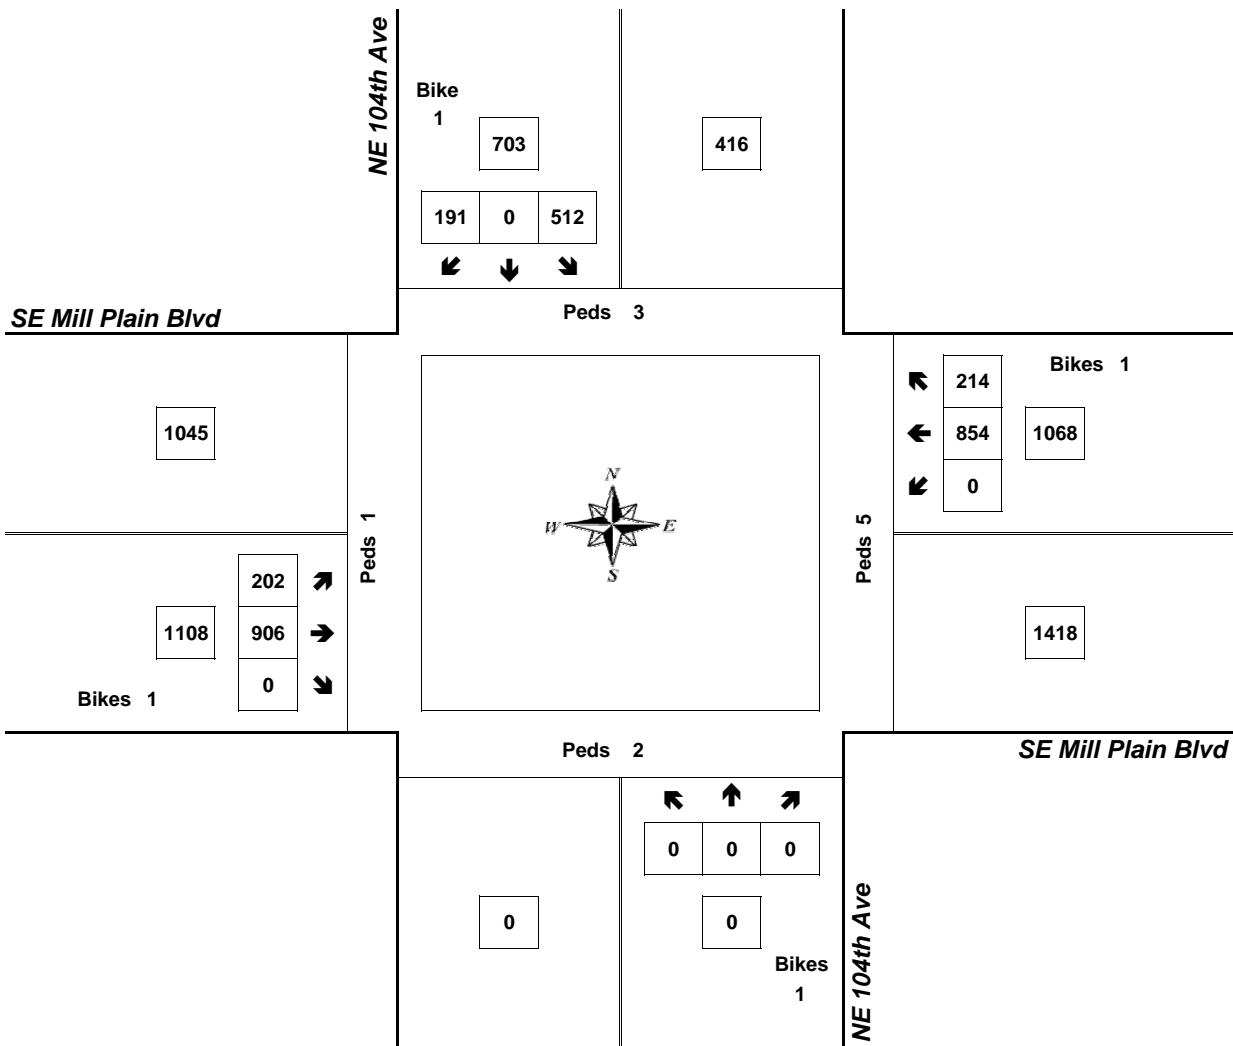 NE 104th Ave
Bike
1
703
416
191 0 512
SE Mill Plain Blvd
Peds 3
Bikes 1
214
1045
854 1068
0
N
W E
S
Peds 1
Peds 5
202
1108 906
0
Bikes 1
1418
Peds 2
SE Mill Plain Blvd
0 0 0
0
0
Bikes
1
NE 104th Ave